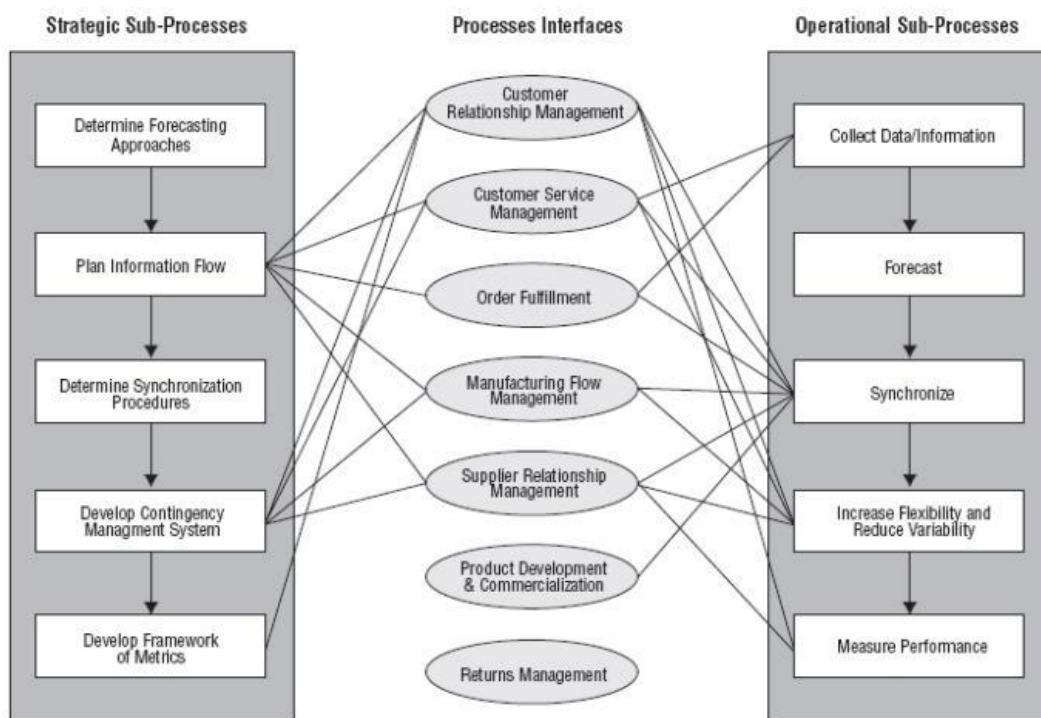 Strategic Sub-Processes
Processes Interfaces
Operational Sub-Processes
Determine Forecasting
Approaches
Plan Information Flow
Determine Synchronization
Procedures
Develop Contingency
Managment System
Develop Framework
of Metrics
Customer
Relationship Management
Customer Service
Management
Order Fulfillment
Manufacturing Flow
Management
Supplier Relationship
Management
Product Development
& Commercialization
Returns Management
Collect Data/Information
Forecast
Synchronize
Increase Flexibility and
Reduce Variability
Measure Performance